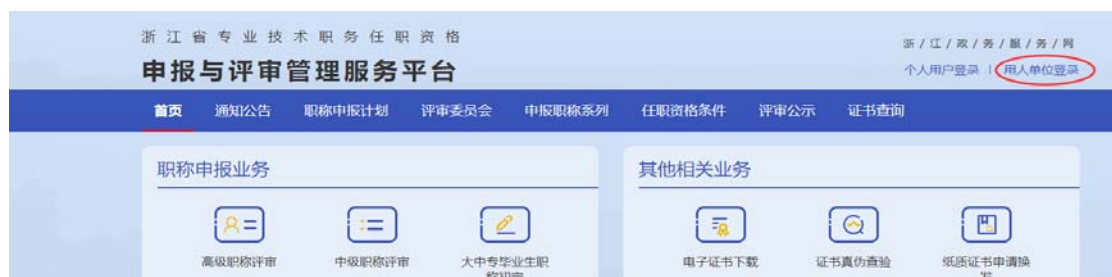 浙江省专业技术职务任职资格
浙/江/政/务/服/务/网
申报与评审管理服务平台
个人用户登录 | 用人单位登录
首页 通知公告 职称申报计划 评审委员会 申报职称系列 任职资格条件 评审公示 证书查询
职称申报业务 其他相关业务
高级职称评审 中级职称评审 大中专毕业生职称初定 电子证书下载 证书真伪查验 纸质证书申请换发